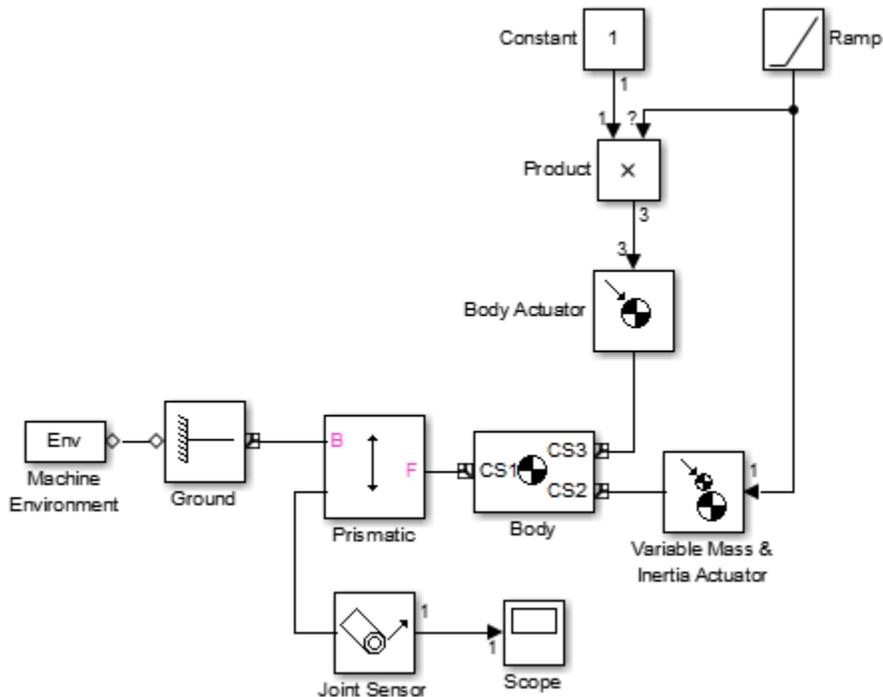 Constant
1
Ramp
1
1
?
Product
×
3
3
Body Actuator
Env
Machine
Environment
Ground
B
F
Prismatic
CS1
CS3
CS2
Body
1
Variable Mass &
Inertia Actuator
Joint Sensor
1
1
Scope